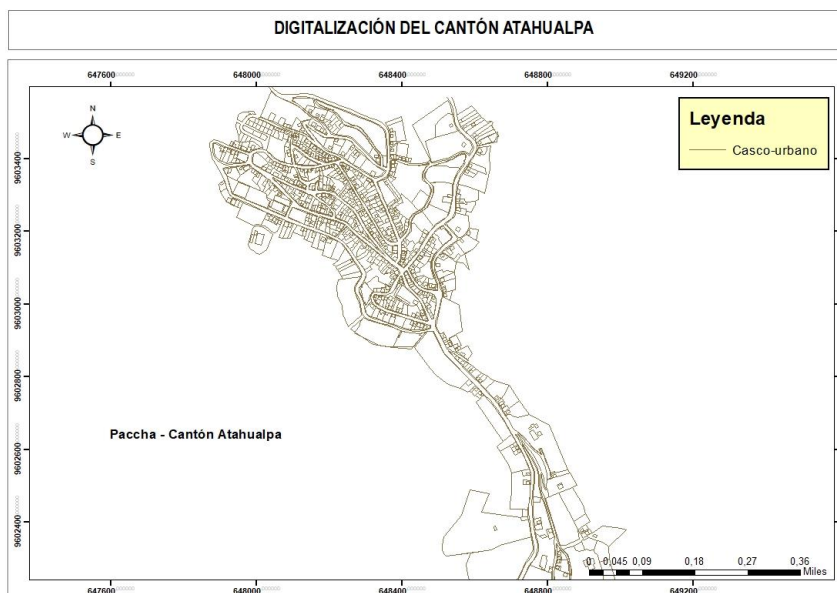 DIGITALIZACIÓN DEL CANTÓN ATAHUALPA
647600 648000 648400 648800 649200
N
W E
S
Leyenda
Casco-urbano
9603400
9603200
9603000
9602800
9602600
9602400
Paccha - Cantón Atahualpa
0 0,045 0,09 0,18 0,27 0,36
Miles
647600 648000 648400 648800 649200